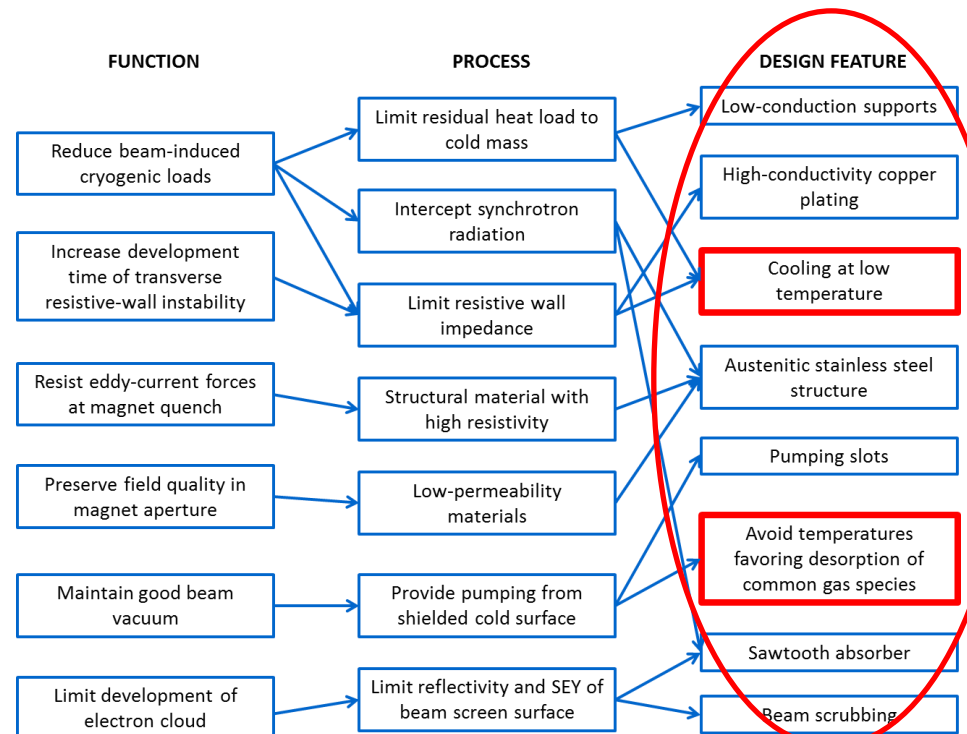 FUNCTION
PROCESS
DESIGN FEATURE
Reduce beam-induced
cryogenic loads
Increase development
time of transverse
resistive-wall instability
Resist eddy-current forces
at magnet quench
Preserve field quality in
magnet aperture
Maintain good beam
vacuum
Limit development of
electron cloud
Limit residual heat load to
cold mass
Intercept synchrotron
radiation
Limit resistive wall
impedance
Structural material with
high resistivity
Low-permeability
materials
Provide pumping from
shielded cold surface
Limit reflectivity and SEY of
beam screen surface
Low-conduction supports
High-conductivity copper
plating
Cooling at low
temperature
Austenitic stainless steel
structure
Pumping slots
Avoid temperatures
favoring desorption of
common gas species
Sawtooth absorber
Beam scrubbing